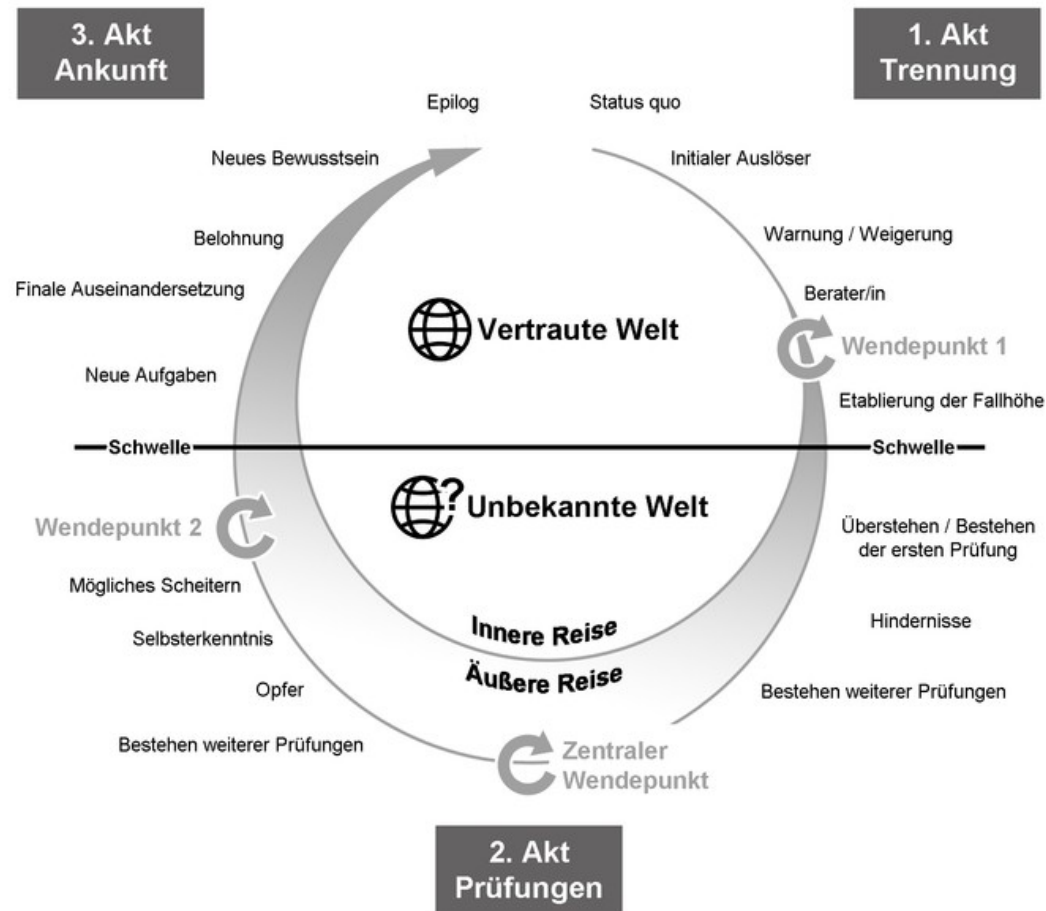 3. Akt
Ankunft
1. Akt
Trennung
Epilog
Status quo
Neues Bewusstsein
Initialer Auslöser
Belohnung
Warnung / Weigerung
Finale Auseinandersetzung
Berater/in
Vertraute Welt
Wendepunkt 1
Neue Aufgaben
Etablierung der Fallhöhe
Schwelle
Schwelle
?
Unbekannte Welt
Wendepunkt 2
Überstehen / Bestehen
der ersten Prüfung
Mögliches Scheitern
Hindernisse
Selbsterkenntnis
Innere Reise
Äußere Reise
Opfer
Bestehen weiterer Prüfungen
Bestehen weiterer Prüfungen
Zentraler
Wendepunkt
2. Akt
Prüfungen